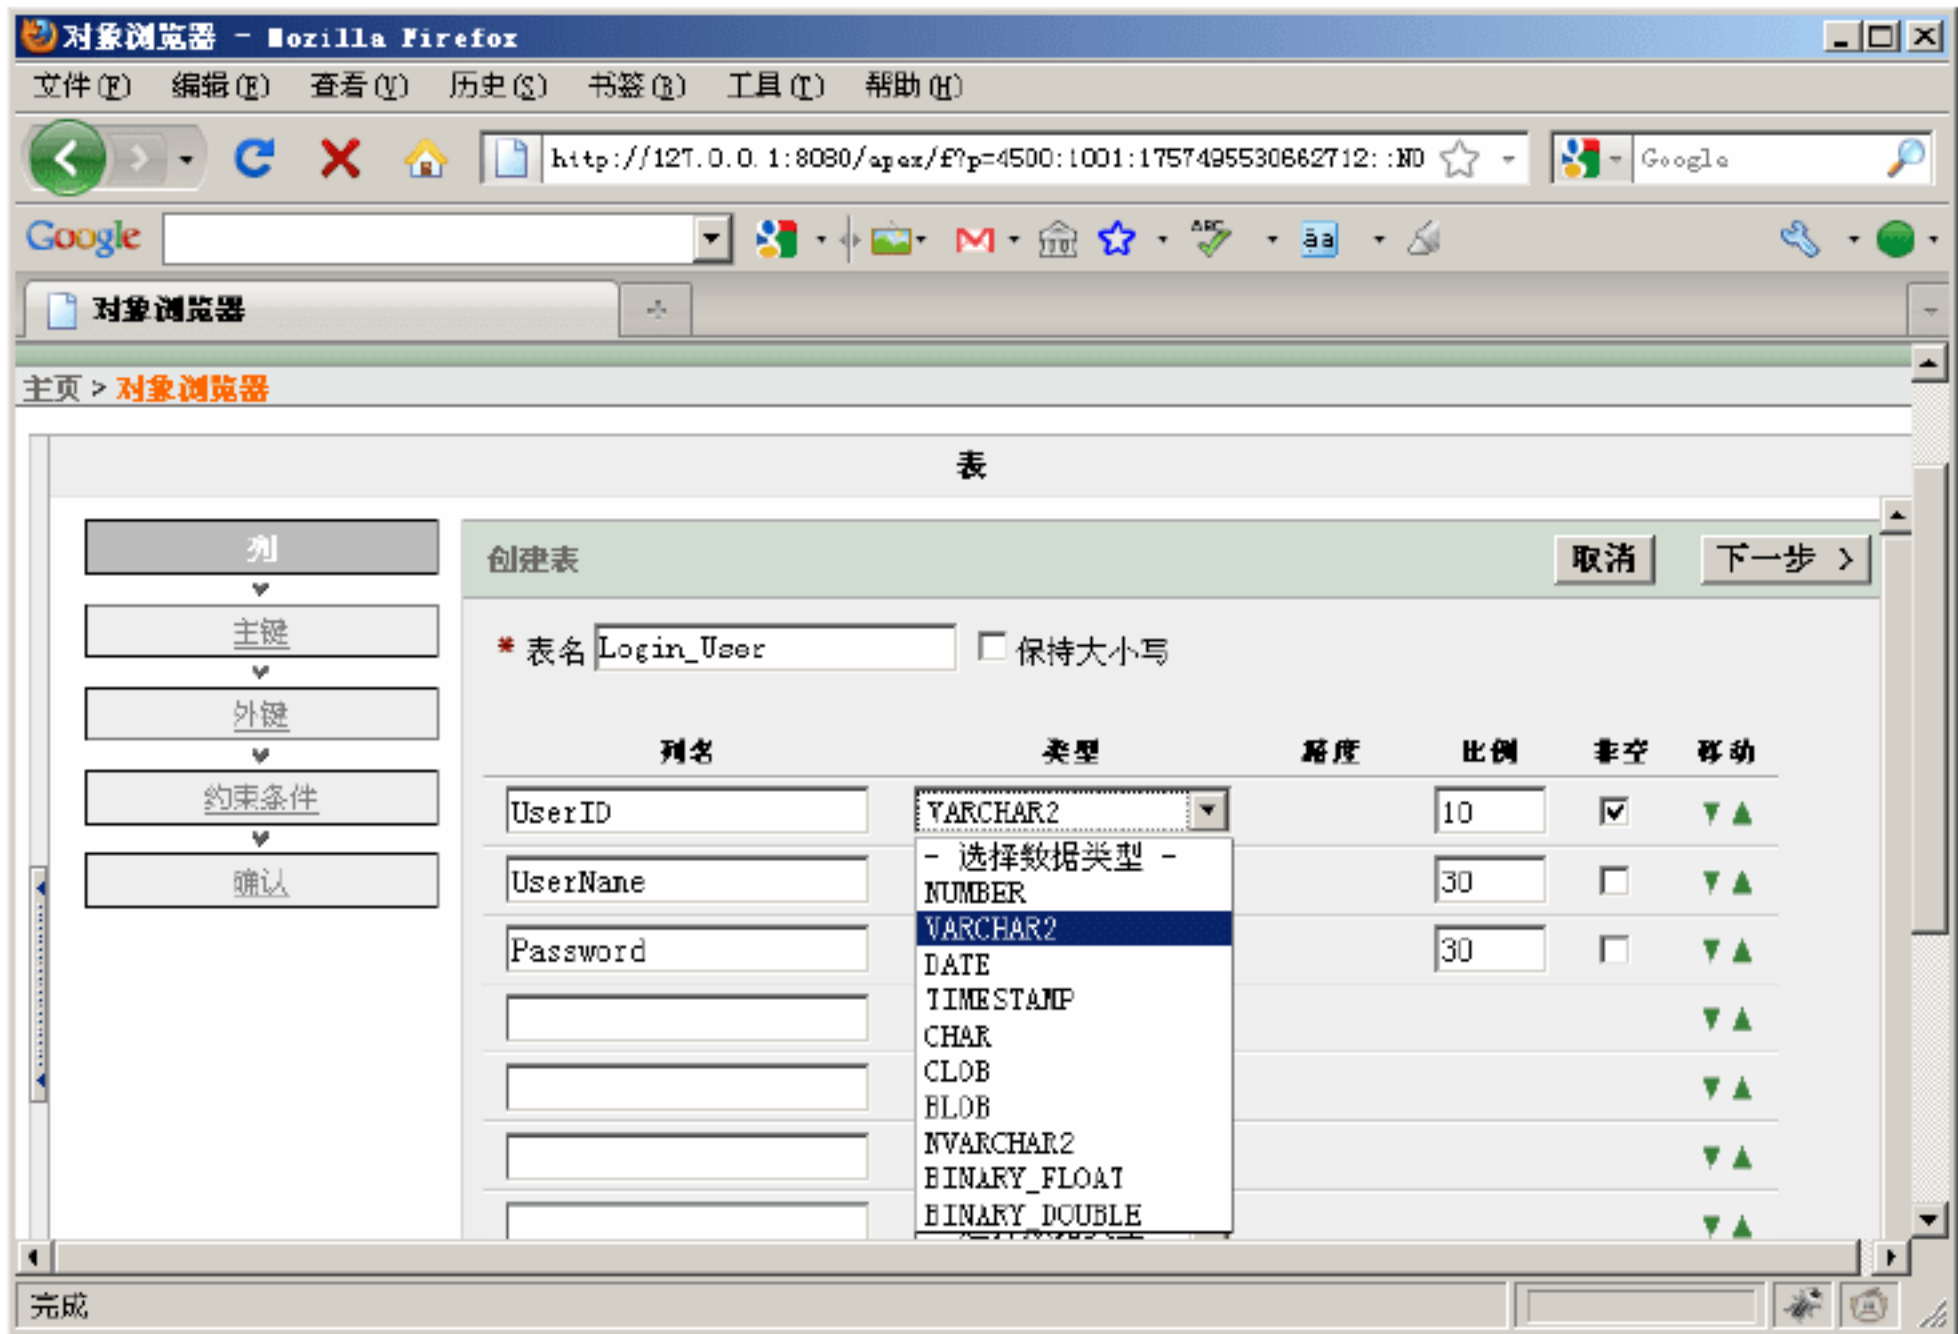 对象浏览器 - Mozilla Firefox
文件(F) 编辑(E) 查看(V) 历史(S) 书签(B) 工具(T) 帮助(H)
http://127.0.0.1:8080/apex/f?p=4500:1001:1757495530662712::NO
Google
Google
对象浏览器
主页 > 对象浏览器
表
列
主键
外键
约束条件
确认
创建表
取消
下一步 >
* 表名 Login_User 保持大小写
列名 类型 精度 比例 非空 移动
UserID VARCHAR2 10
UserName 30
Password 30
- 选择数据类型 -
NUMBER
VARCHAR2
DATE
TIMESTAMP
CHAR
CLOB
BLOB
NVARCHAR2
BINARY_FLOAT
BINARY_DOUBLE
完成